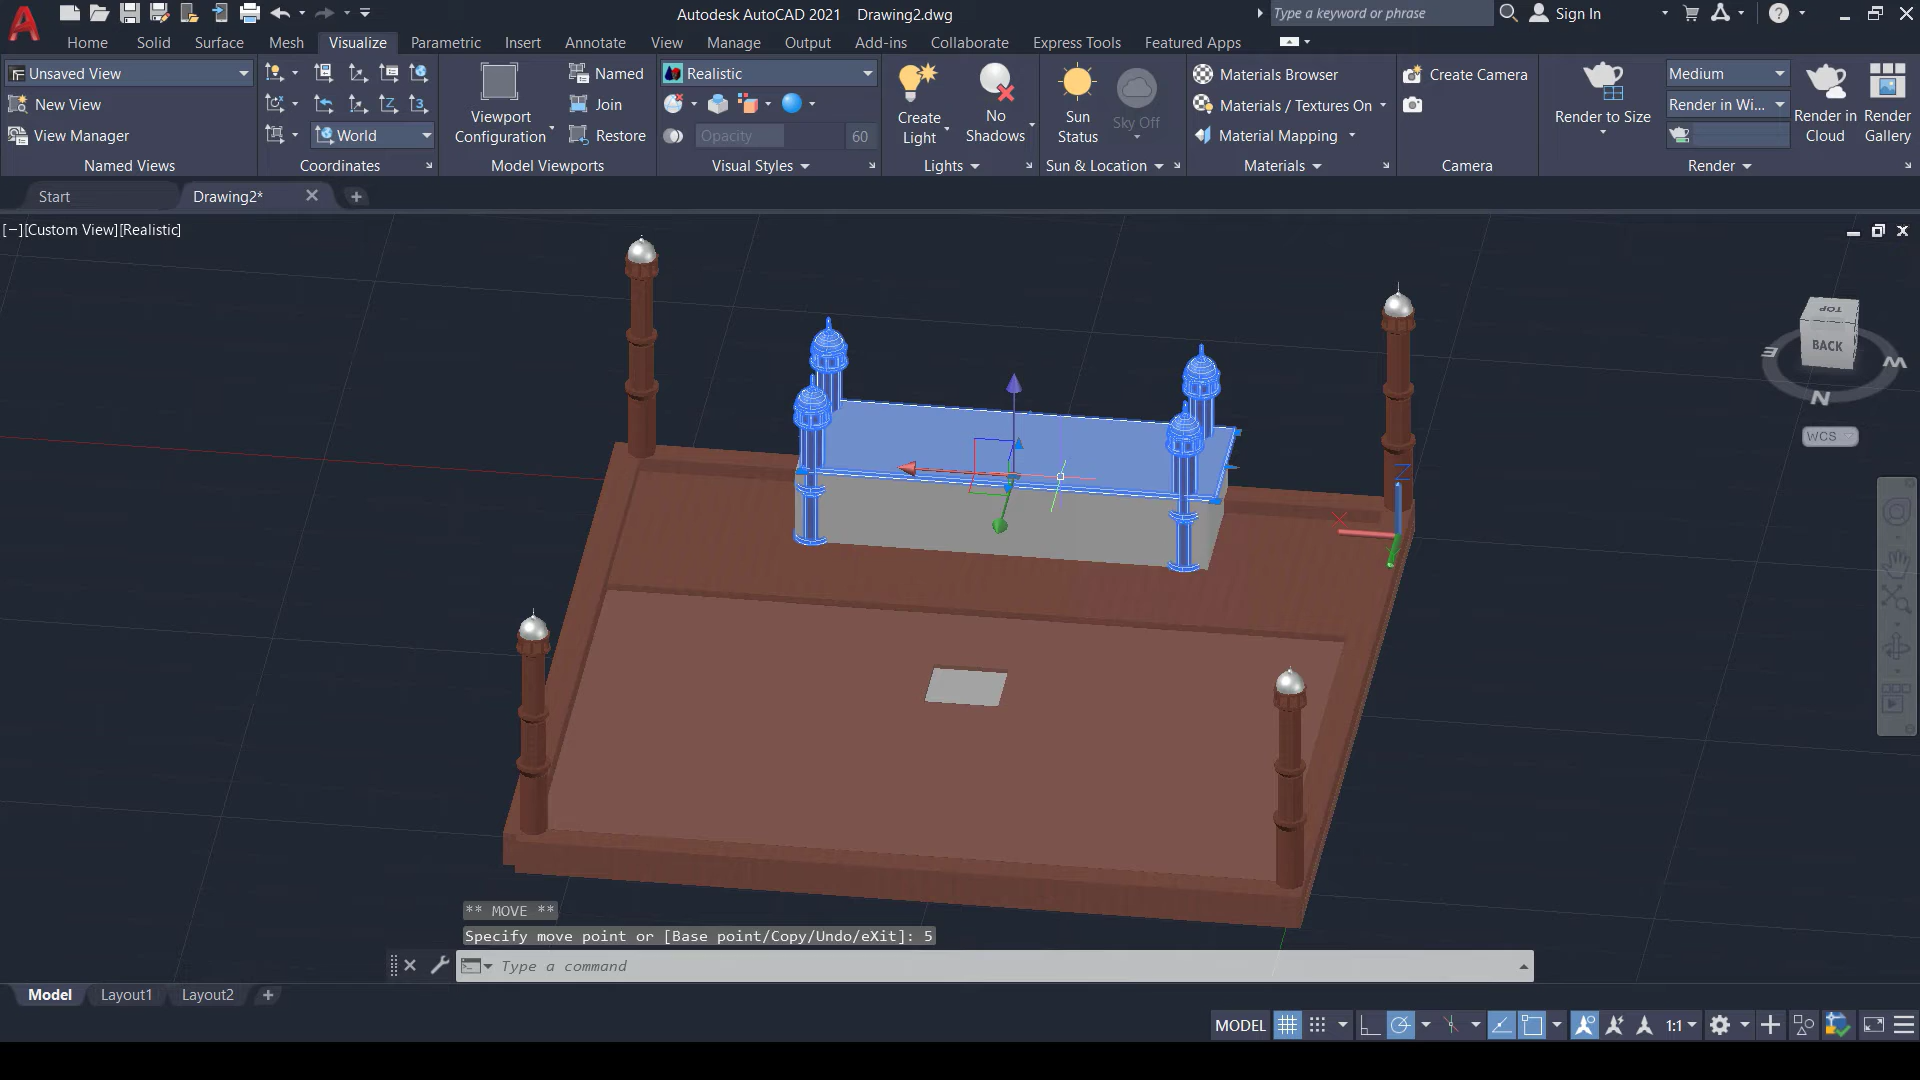 Autodesk AutoCAD 2021 Drawing2.dwg
Type a keyword or phrase
Sign In
Home Solid Surface Mesh Visualize Parametric Insert Annotate View Manage Output Add-ins Collaborate Express Tools Featured Apps
Unsaved View
New View
View Manager
Named Views
World
Coordinates
Viewport
Configuration
Named
Join
Restore
Model Viewports
Realistic
Opacity 60
Visual Styles
Create
Light
No
Shadows
Lights
Sun
Status
Sky Off
Sun & Location
Materials Browser
Materials / Textures On
Material Mapping
Materials
Create Camera
Camera
Render to Size
Medium
Render in Wi...
Render in
Cloud
Render
Gallery
Render
Start Drawing2*
[−][Custom View][Realistic]
TOP
BACK
E
W
N
WCS
Z
X
Y
** MOVE **
Specify move point or [Base point/Copy/Undo/eXit]: 5
Type a command
Model Layout1 Layout2
MODEL 1:1